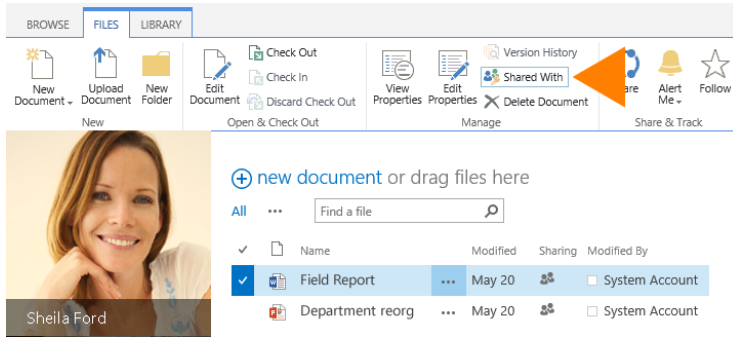 BROWSE FILES LIBRARY
New Document
Upload Document
New Folder
New
Edit Document
Check Out
Check In
Discard Check Out
Open & Check Out
View Properties
Edit Properties
Version History
Shared With
Delete Document
Manage
are
Alert Me
Follow
Share & Track
Sheila Ford
new document or drag files here
All ... Find a file
Name Modified Sharing Modified By
Field Report ... May 20 System Account
Department reorg ... May 20 System Account